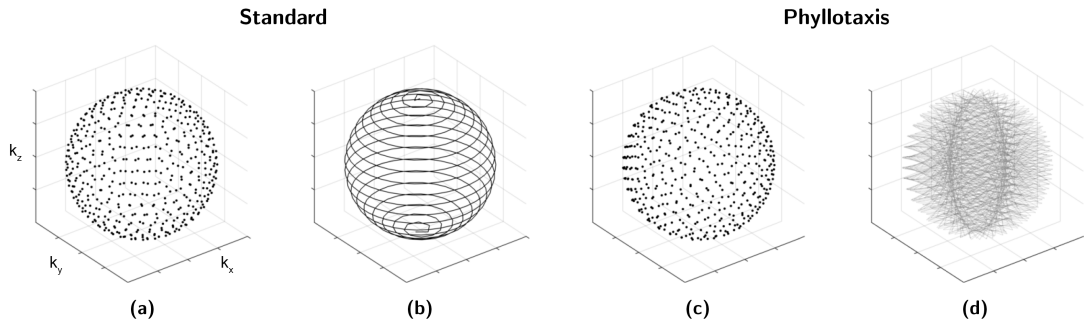 Standard
Phyllotaxis
k_z
k_y
k_x
(a)
(b)
(c)
(d)